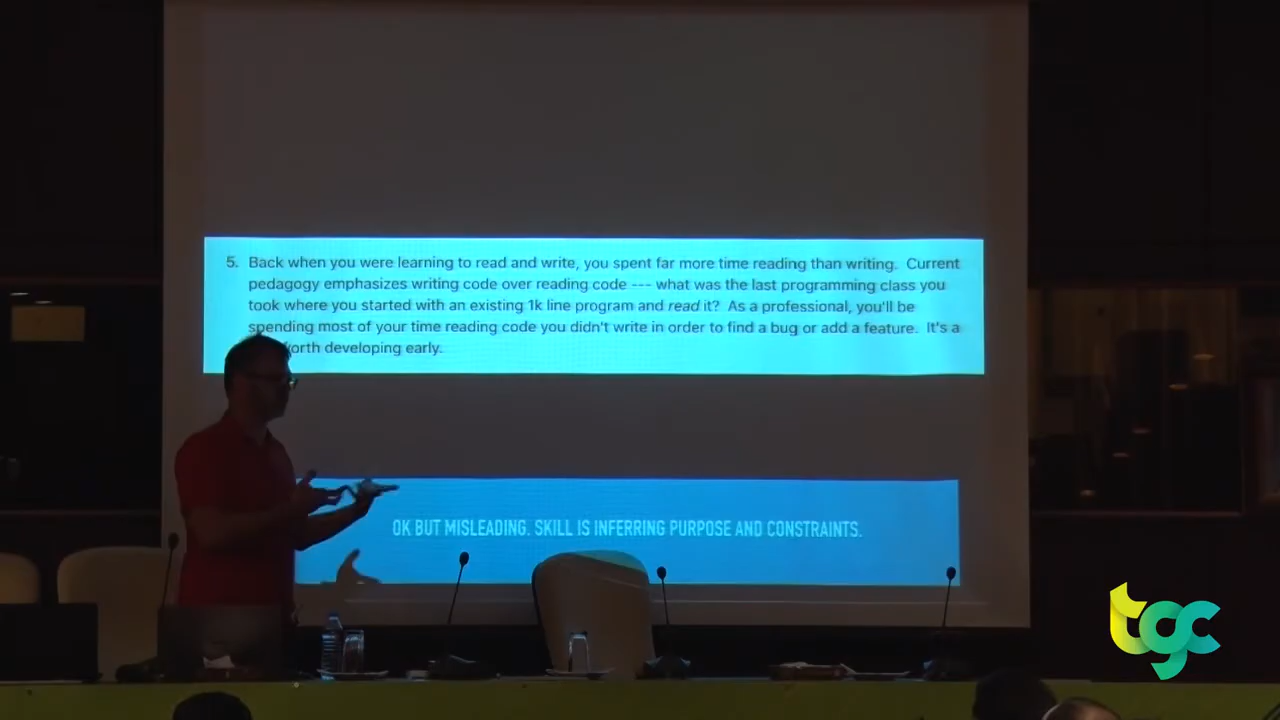 5. Back when you were learning to read and write, you spent far more time reading than writing. Current
pedagogy emphasizes writing code over reading code --- what was the last programming class you
took where you started with an existing 1k line program and read it? As a professional, you'll be
spending most of your time reading code you didn't write in order to find a bug or add a feature. It's a
worth developing early.
OK BUT MISLEADING. SKILL IS INFERRING PURPOSE AND CONSTRAINTS.
tgc